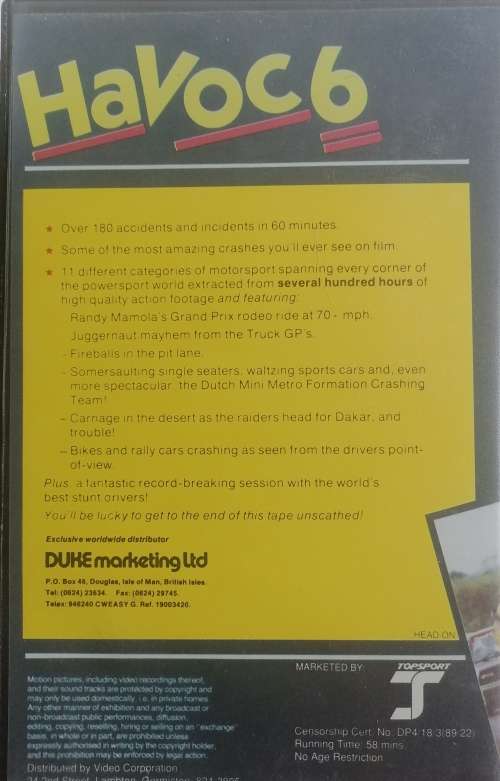 HaVoc 6
★ Over 180 accidents and incidents in 60 minutes.
★ Some of the most amazing crashes you'll ever see on film.
★ 11 different categories of motorsport spanning every corner of
the powersport world extracted from several hundred hours of
high quality action footage and featuring:
Randy Mamola's Grand Prix rodeo ride at 70- mph.
Juggernaut mayhem from the Truck GP's.
- Fireballs in the pit lane.
- Somersaulting single seaters, waltzing sports cars and, even
more spectacular, the Dutch Mini Metro Formation Crashing
Team!
- Carnage in the desert as the raiders head for Dakar, and
trouble!
- Bikes and rally cars crashing as seen from the drivers point-
of-view.
Plus, a fantastic record-breaking session with the world's
best stunt drivers!
You'll be lucky to get to the end of this tape unscathed!
Exclusive worldwide distributor
DUKE marketing ltd
P.O. Box 46, Douglas, Isle of Man, British Isles.
Tel: (0624) 23634. Fax: (0624) 29745.
Telex: 946240 CWEASY G. Ref. 19003420.
HEAD ON
MARKETED BY: TOPSPORT
Motion pictures, including video recordings thereof,
and their sound tracks are protected by copyright and
may only be used domestically, i.e. in private homes.
Any other manner of exhibition and any broadcast or
non-broadcast public performances, diffusion,
editing, copying, reselling, hiring or selling on an "exchange"
basis, in whole or in part, are prohibited unless
expressly authorised in writing by the copyright holder,
and this prohibition may be enforced by legal action.
Censorship Cert. No: DP4 18 3(89 22)
Running Time: 58 mins.
No Age Restriction
Distributed by Video Corporation
2nd Street